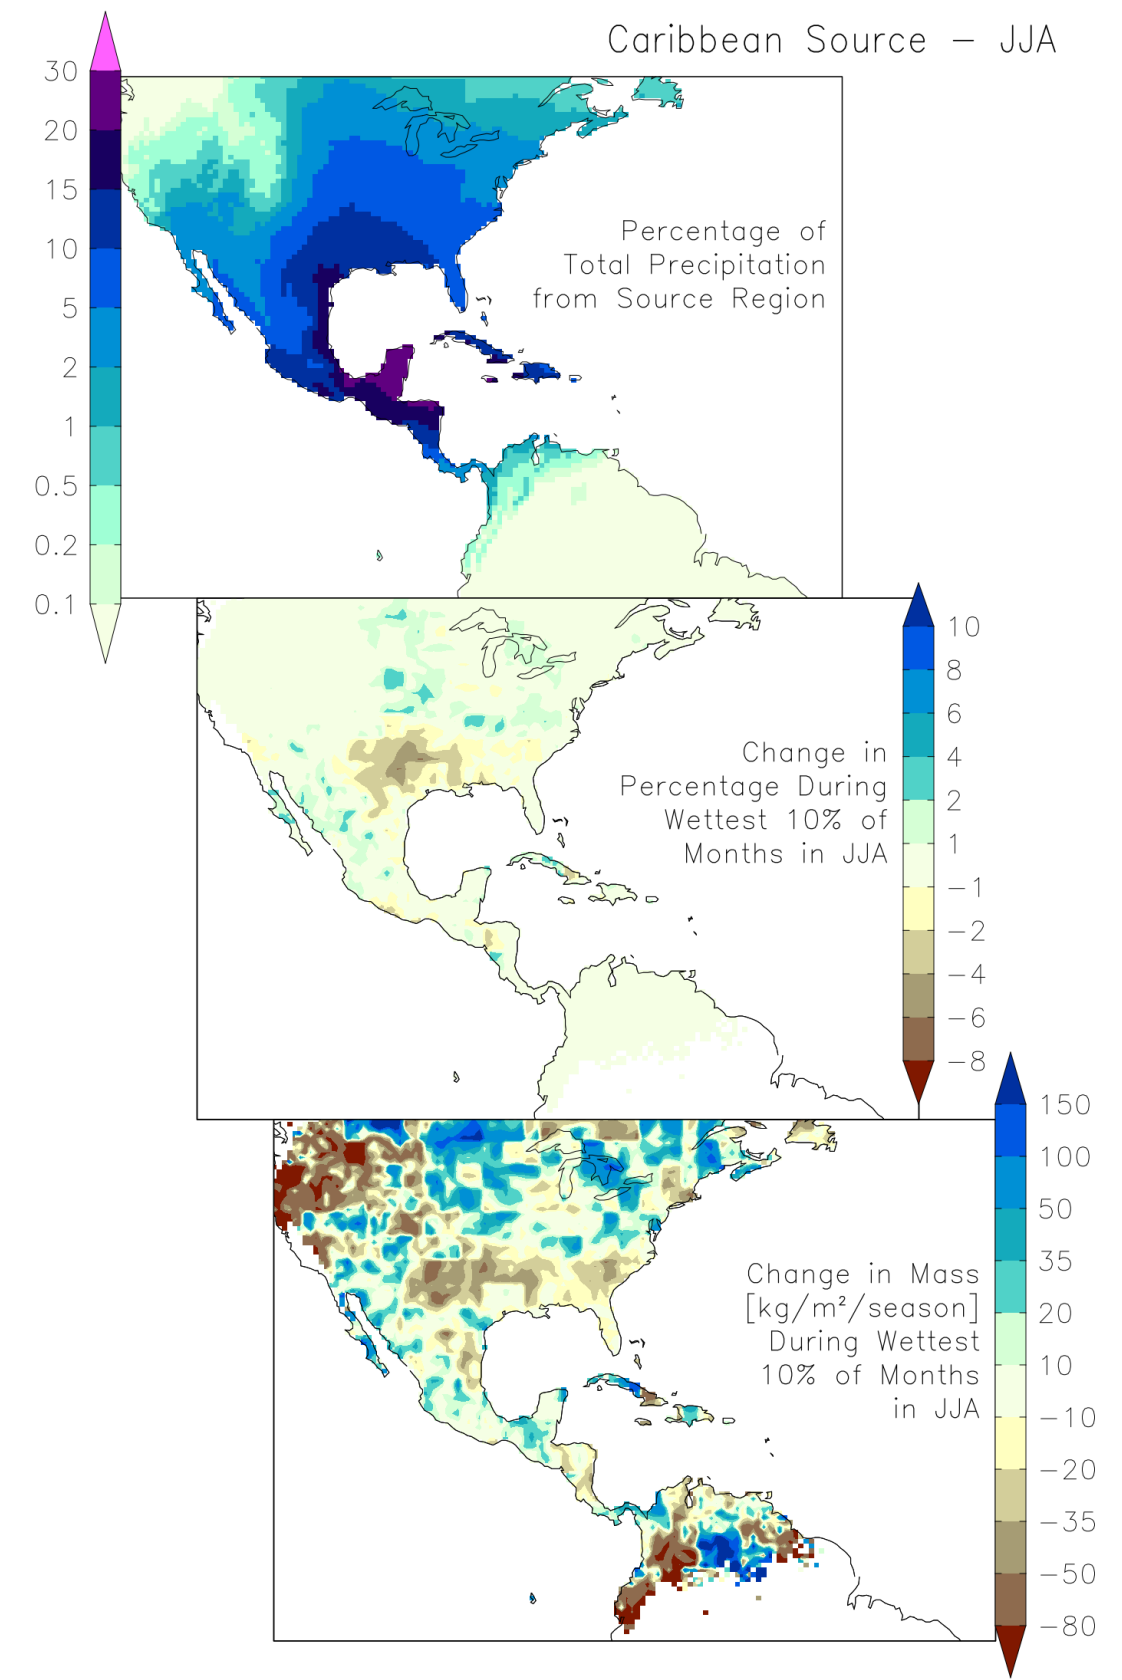 Caribbean Source – JJA
30
20
15
10
5
2
1
0.5
0.2
0.1
Percentage of
Total Precipitation
from Source Region
10
8
6
4
2
1
−1
−2
−4
−6
−8
Change in
Percentage During
Wettest 10% of
Months in JJA
150
100
50
35
20
10
−10
−20
−35
−50
−80
Change in Mass
[kg/m²/season]
During Wettest
10% of Months
in JJA